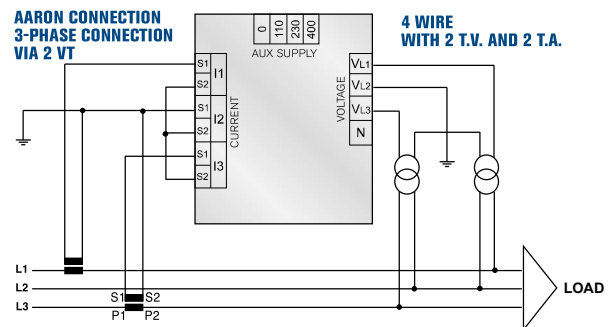 AARON CONNECTION
3-PHASE CONNECTION
VIA 2 VT
4 WIRE
WITH 2 T.V. AND 2 T.A.
0
110
230
400
AUX SUPPLY
S1
I1
S2
S1
I2
S2
S1
I3
S2
CURRENT
VOLTAGE
VL1
VL2
VL3
N
L1
L2
L3
S1 S2
P1 P2
LOAD